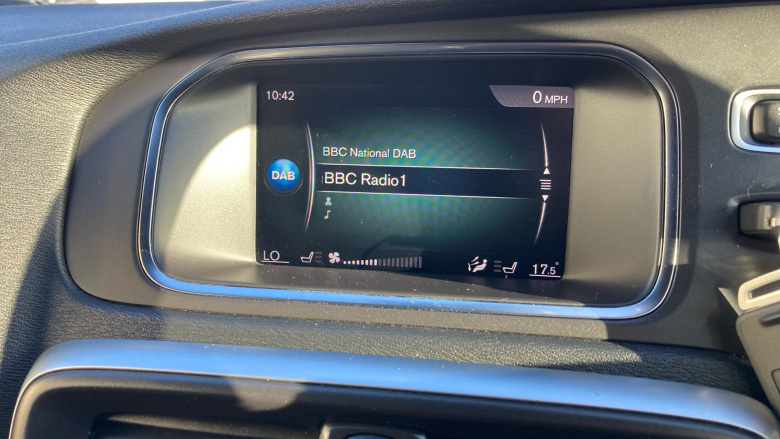 10:42
0 MPH
BBC National DAB
DAB
BBC Radio1
LO
17.5°